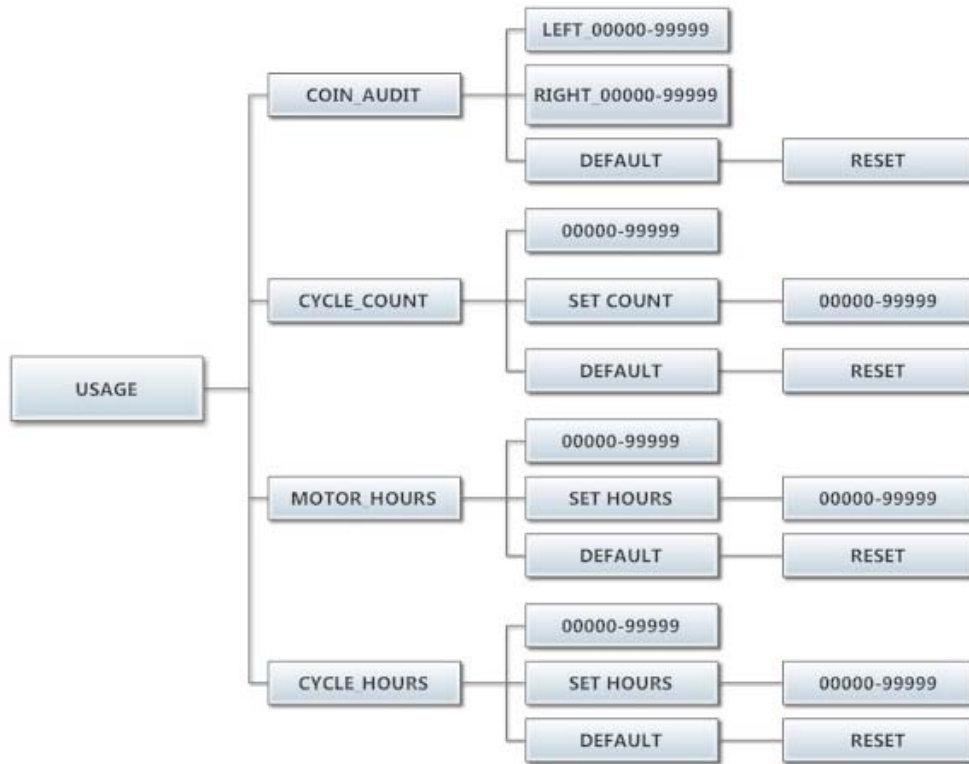 USAGE
COIN_AUDIT
LEFT_00000-99999
RIGHT_00000-99999
DEFAULT
RESET
CYCLE_COUNT
00000-99999
SET COUNT
00000-99999
DEFAULT
RESET
MOTOR_HOURS
00000-99999
SET HOURS
00000-99999
DEFAULT
RESET
CYCLE_HOURS
00000-99999
SET HOURS
00000-99999
DEFAULT
RESET